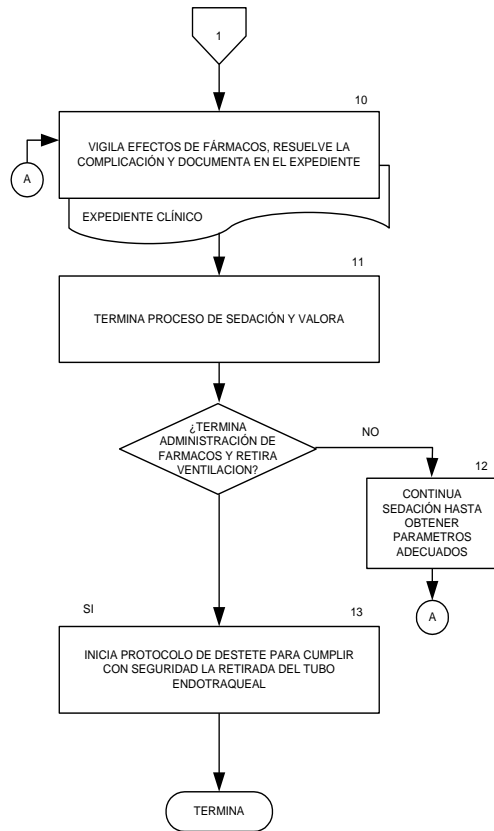 1
10
VIGILA EFECTOS DE FÁRMACOS, RESUELVE LA
COMPLICACIÓN Y DOCUMENTA EN EL EXPEDIENTE
A
EXPEDIENTE CLÍNICO
11
TERMINA PROCESO DE SEDACIÓN Y VALORA
¿TERMINA
ADMINISTRACIÓN DE
FARMACOS Y RETIRA
VENTILACION?
NO
12
CONTINUA
SEDACIÓN HASTA
OBTENER
PARAMETROS
ADECUADOS
A
SI
13
INICIA PROTOCOLO DE DESTETE PARA CUMPLIR
CON SEGURIDAD LA RETIRADA DEL TUBO
ENDOTRAQUEAL
TERMINA